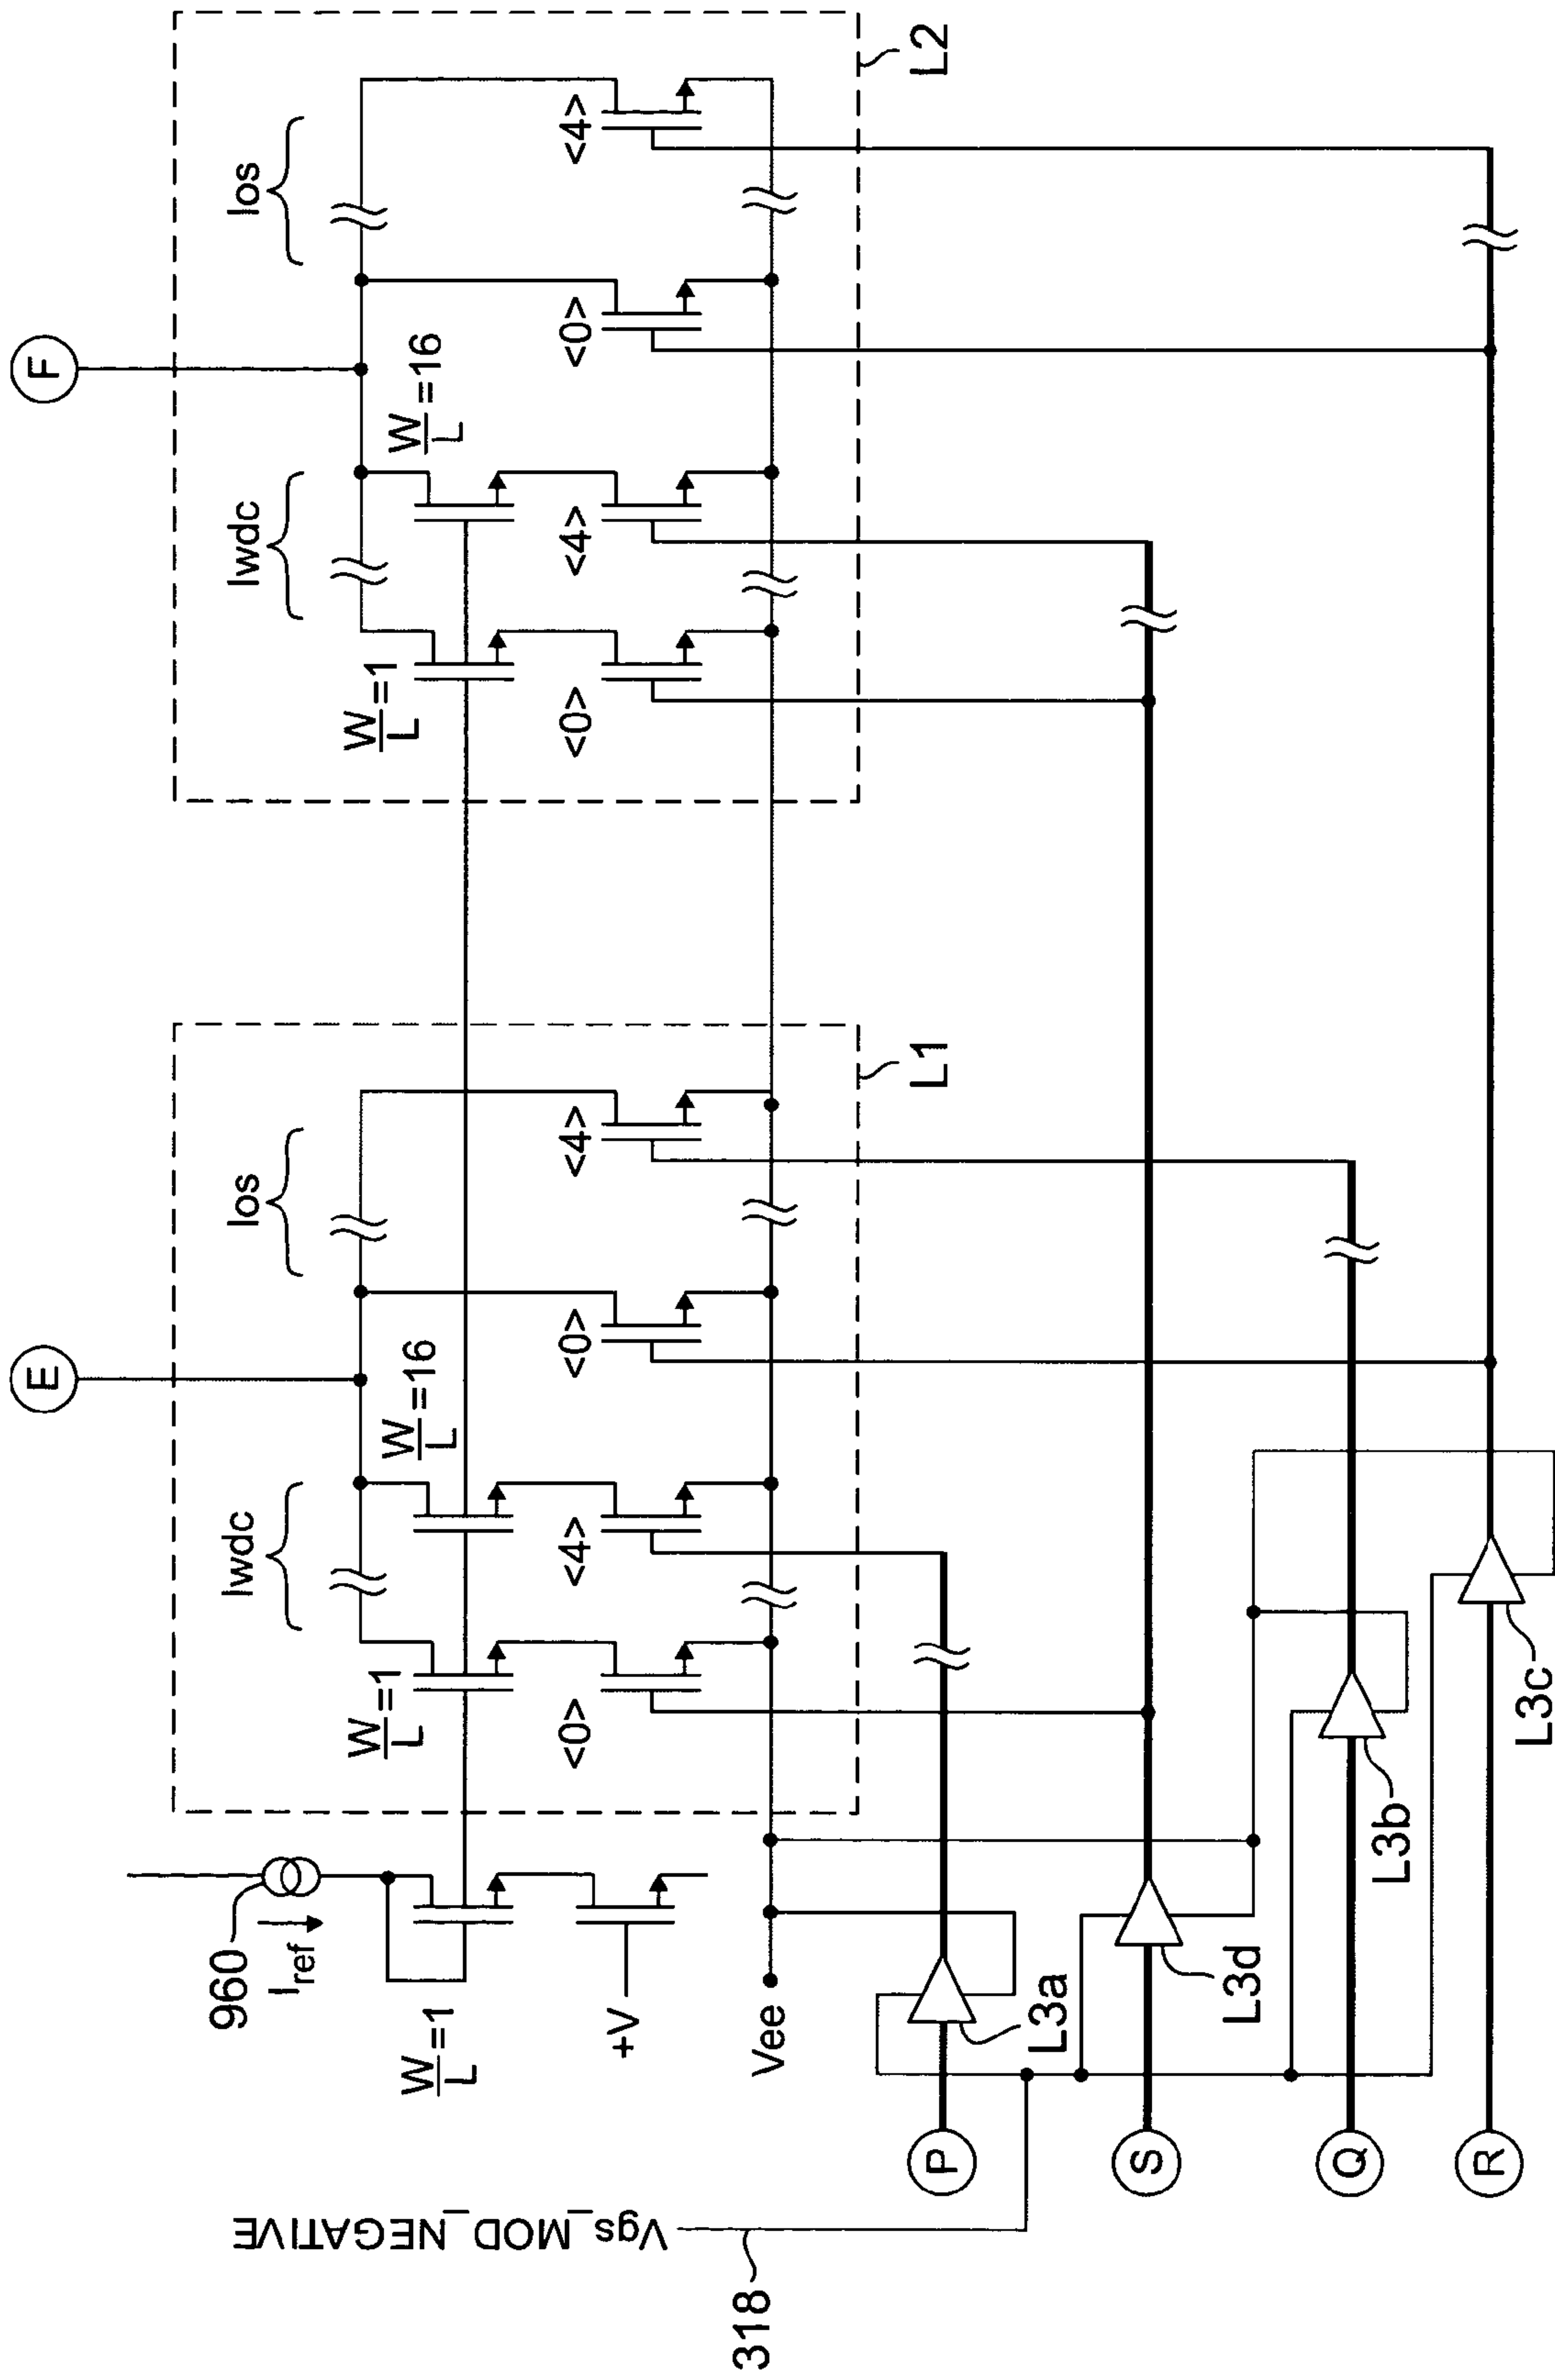 318
Vgs_MOD_NEGATIVE
960
Iref
W/L=1
+V
Vee
E
Iwdc
Ios
W/L=1
W/L=16
<0>
<4>
<0>
<4>
L1
F
Iwdc
Ios
W/L=1
W/L=16
<0>
<4>
<0>
<4>
L2
P
L3a
S
L3d
Q
L3b
R
L3c